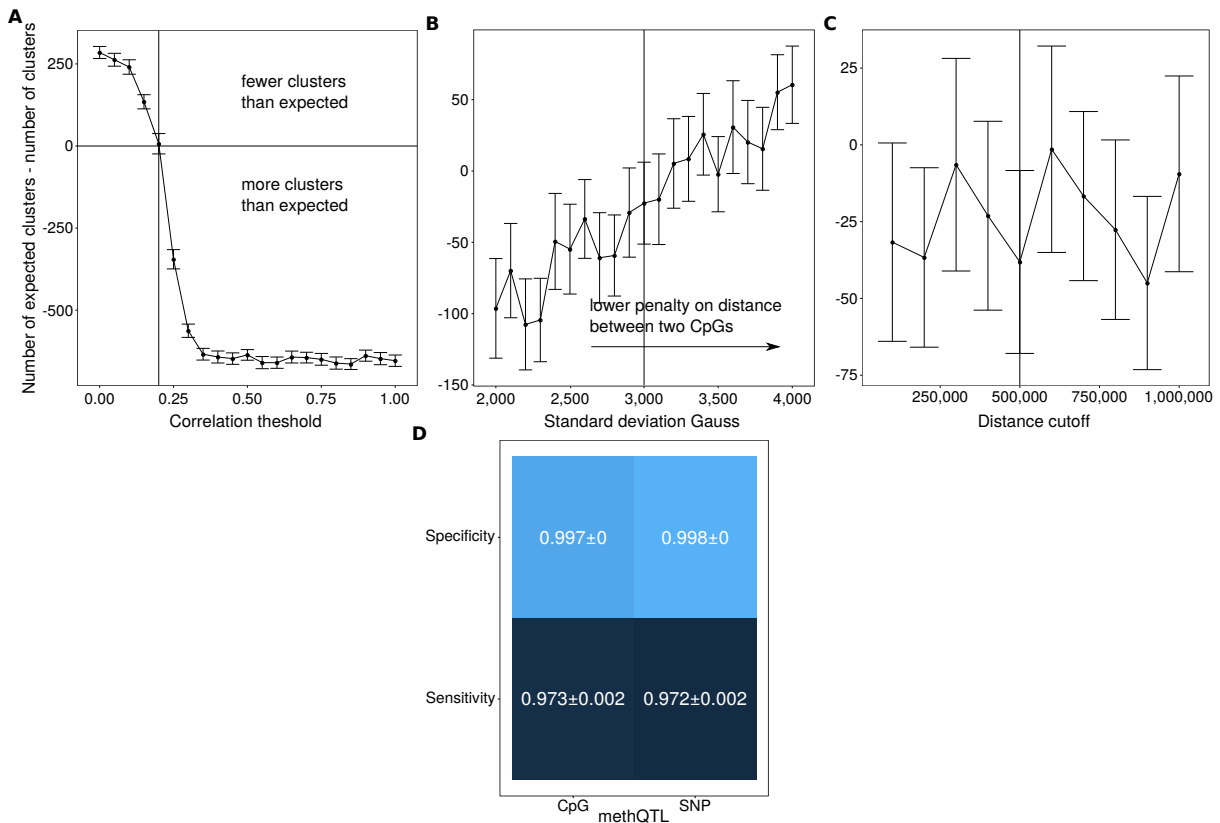 A
Number of expected clusters - number of clusters
250
0
-250
-500
fewer clusters
than expected
more clusters
than expected
0.00
0.25
0.50
0.75
1.00
Correlation theshold
B
50
0
-50
-100
-150
lower penalty on distance
between two CpGs
2,000
2,500
3,000
3,500
4,000
Standard deviation Gauss
C
25
0
-25
-50
-75
250,000
500,000
750,000
1,000,000
Distance cutoff
D
Specificity
0.997±0
0.998±0
Sensitivity
0.973±0.002
0.972±0.002
CpG
SNP
methQTL